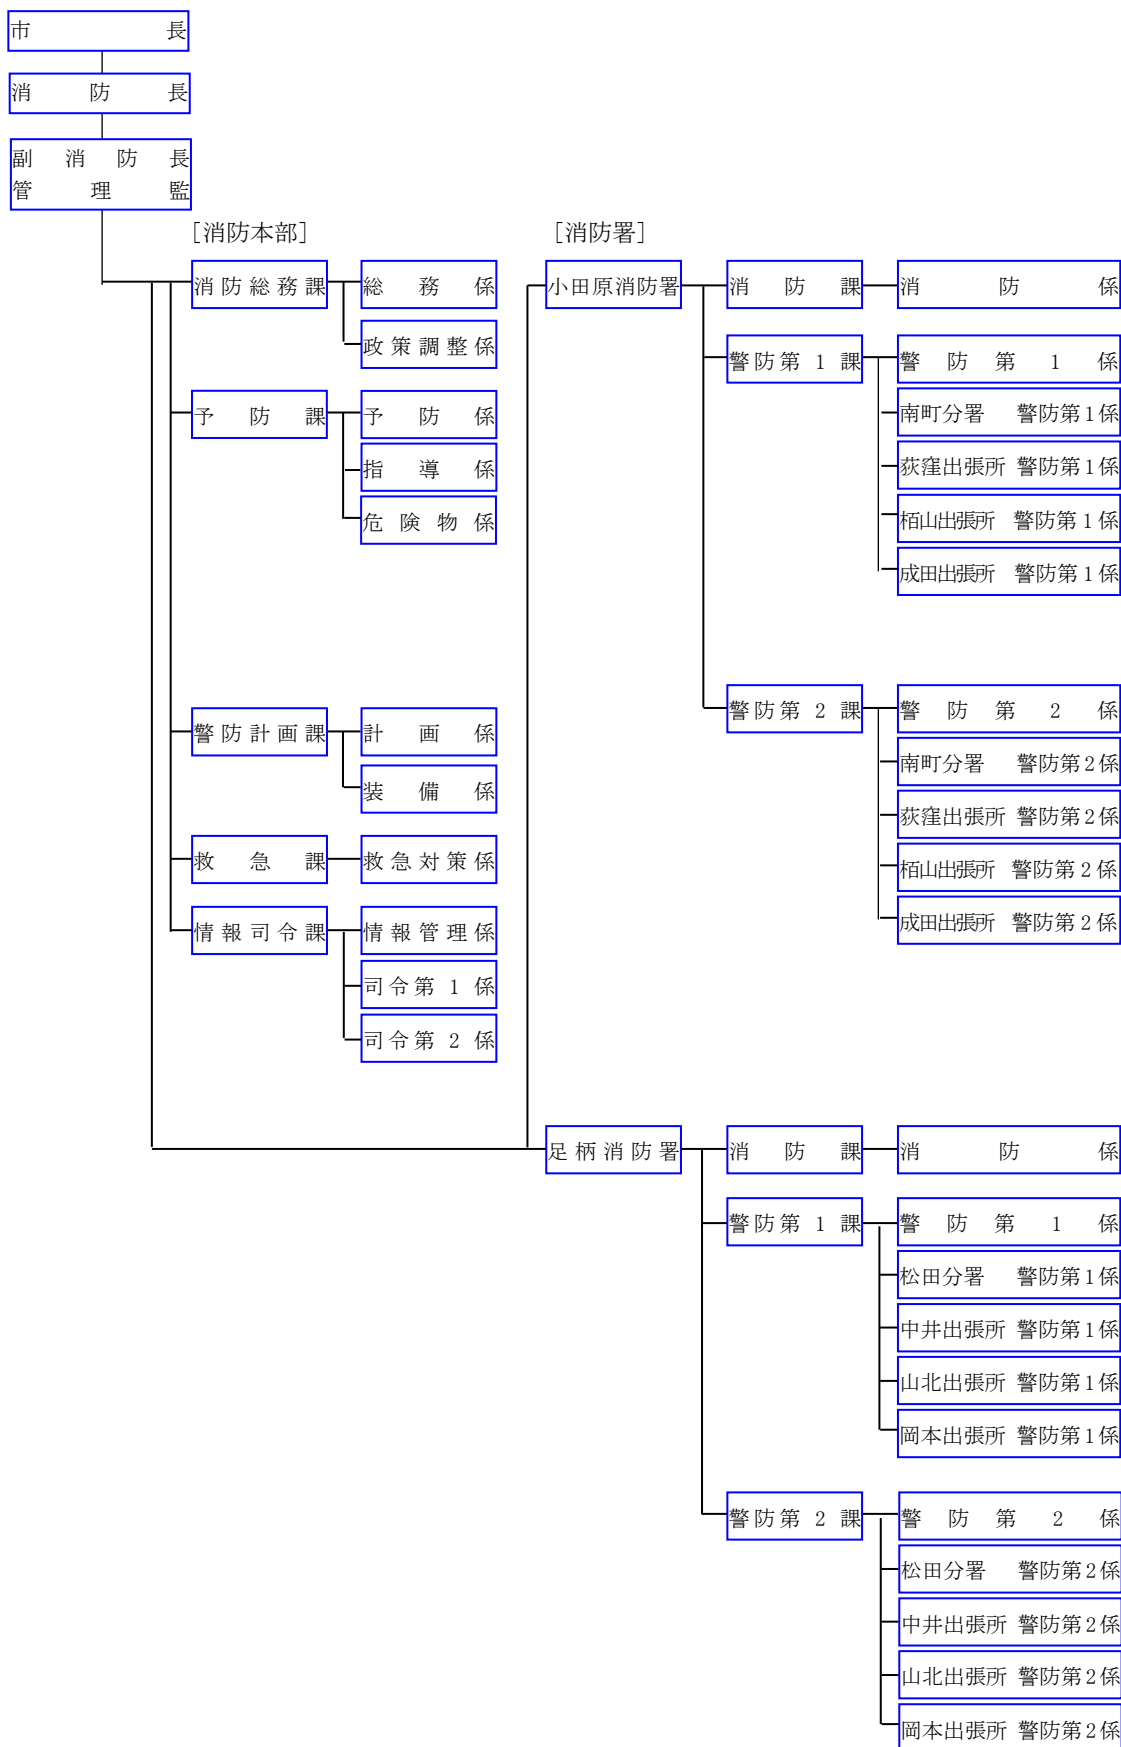 市長
消防長
副消防長
管理監
［消防本部］
消防総務課
総務係
政策調整係
予防課
予防係
指導係
危険物係
警防計画課
計画係
装備係
救急課
救急対策係
情報司令課
情報管理係
司令第1係
司令第2係
［消防署］
小田原消防署
消防課
消防係
警防第1課
警防第1係
南町分署 警防第1係
荻窪出張所 警防第1係
栢山出張所 警防第1係
成田出張所 警防第1係
警防第2課
警防第2係
南町分署 警防第2係
荻窪出張所 警防第2係
栢山出張所 警防第2係
成田出張所 警防第2係
足柄消防署
消防課
消防係
警防第1課
警防第1係
松田分署 警防第1係
中井出張所 警防第1係
山北出張所 警防第1係
岡本出張所 警防第1係
警防第2課
警防第2係
松田分署 警防第2係
中井出張所 警防第2係
山北出張所 警防第2係
岡本出張所 警防第2係